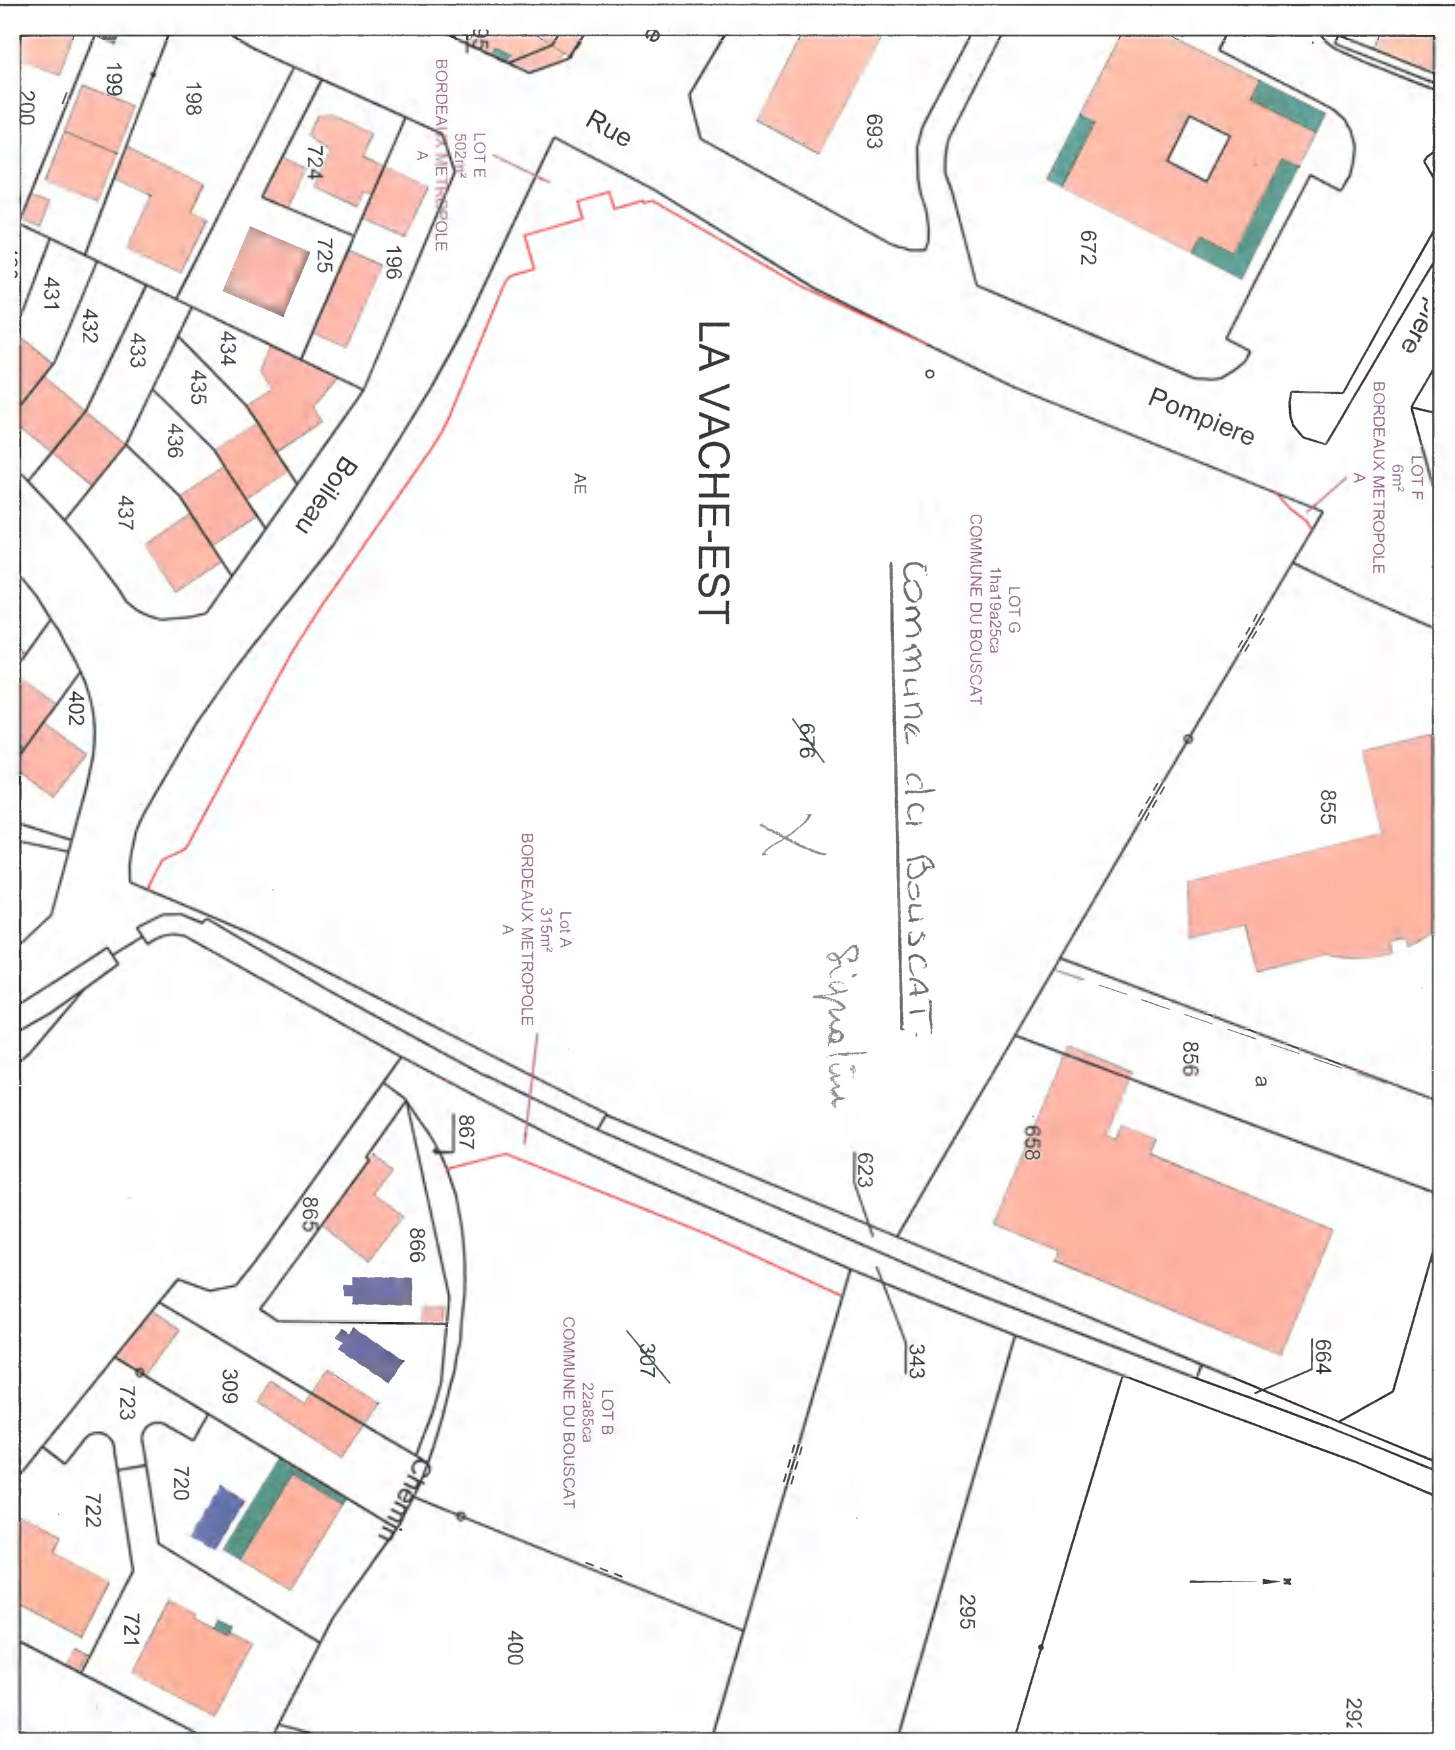 LA VACHE-EST
AE
Rue
Pompiere
Boileau
Chemin
LOT E
502m²
BORDEAUX METROPOLE
A
LOT F
6m²
BORDEAUX METROPOLE
A
LOT G
1ha19a25ca
COMMUNE DU BOUSCAT
Commune du BouscAT.
676
Lot A
315m²
BORDEAUX METROPOLE
A
LOT B
22a85ca
COMMUNE DU BOUSCAT
307
199
198
200
724
725
196
431
432
433
434
435
436
437
402
693
672
855
856
a
658
664
623
343
867
866
865
309
723
720
722
721
400
295
N